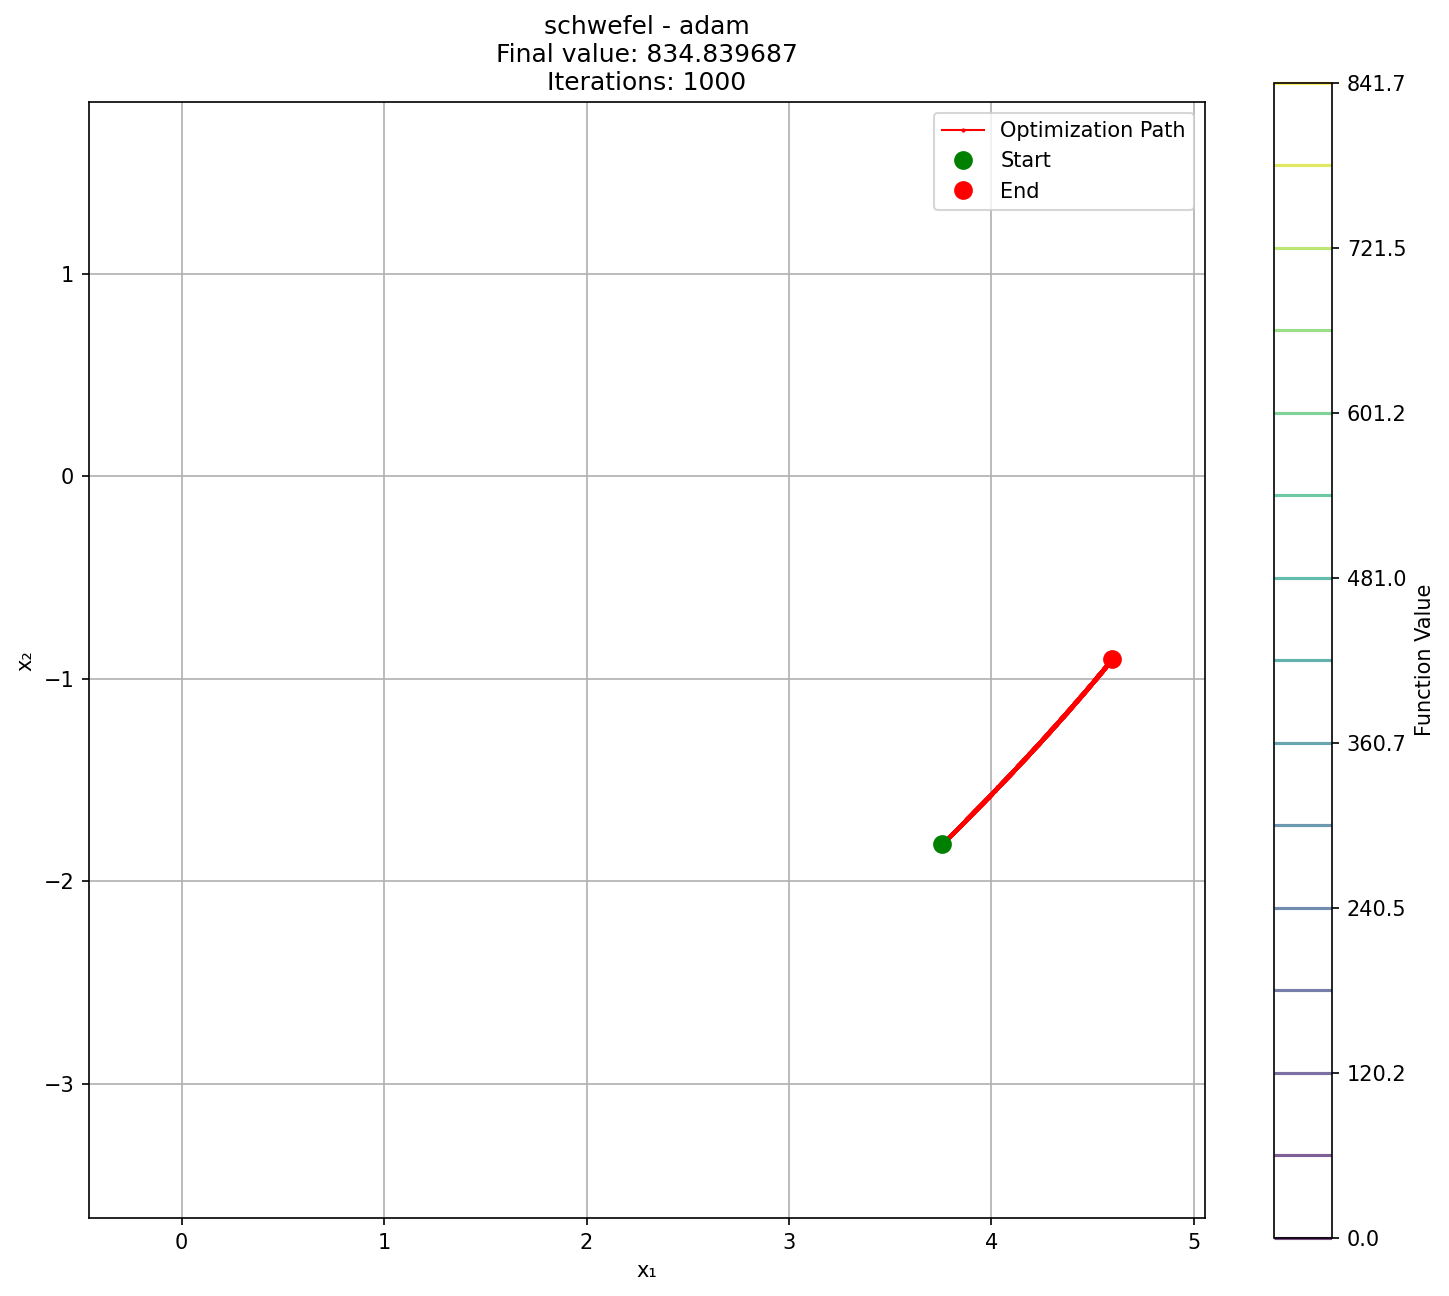 schwefel - adam
Final value: 834.839687
Iterations: 1000
Optimization Path
Start
End
1
0
−1
−2
−3
x₂
0
1
2
3
4
5
x₁
841.7
721.5
601.2
481.0
360.7
240.5
120.2
0.0
Function Value